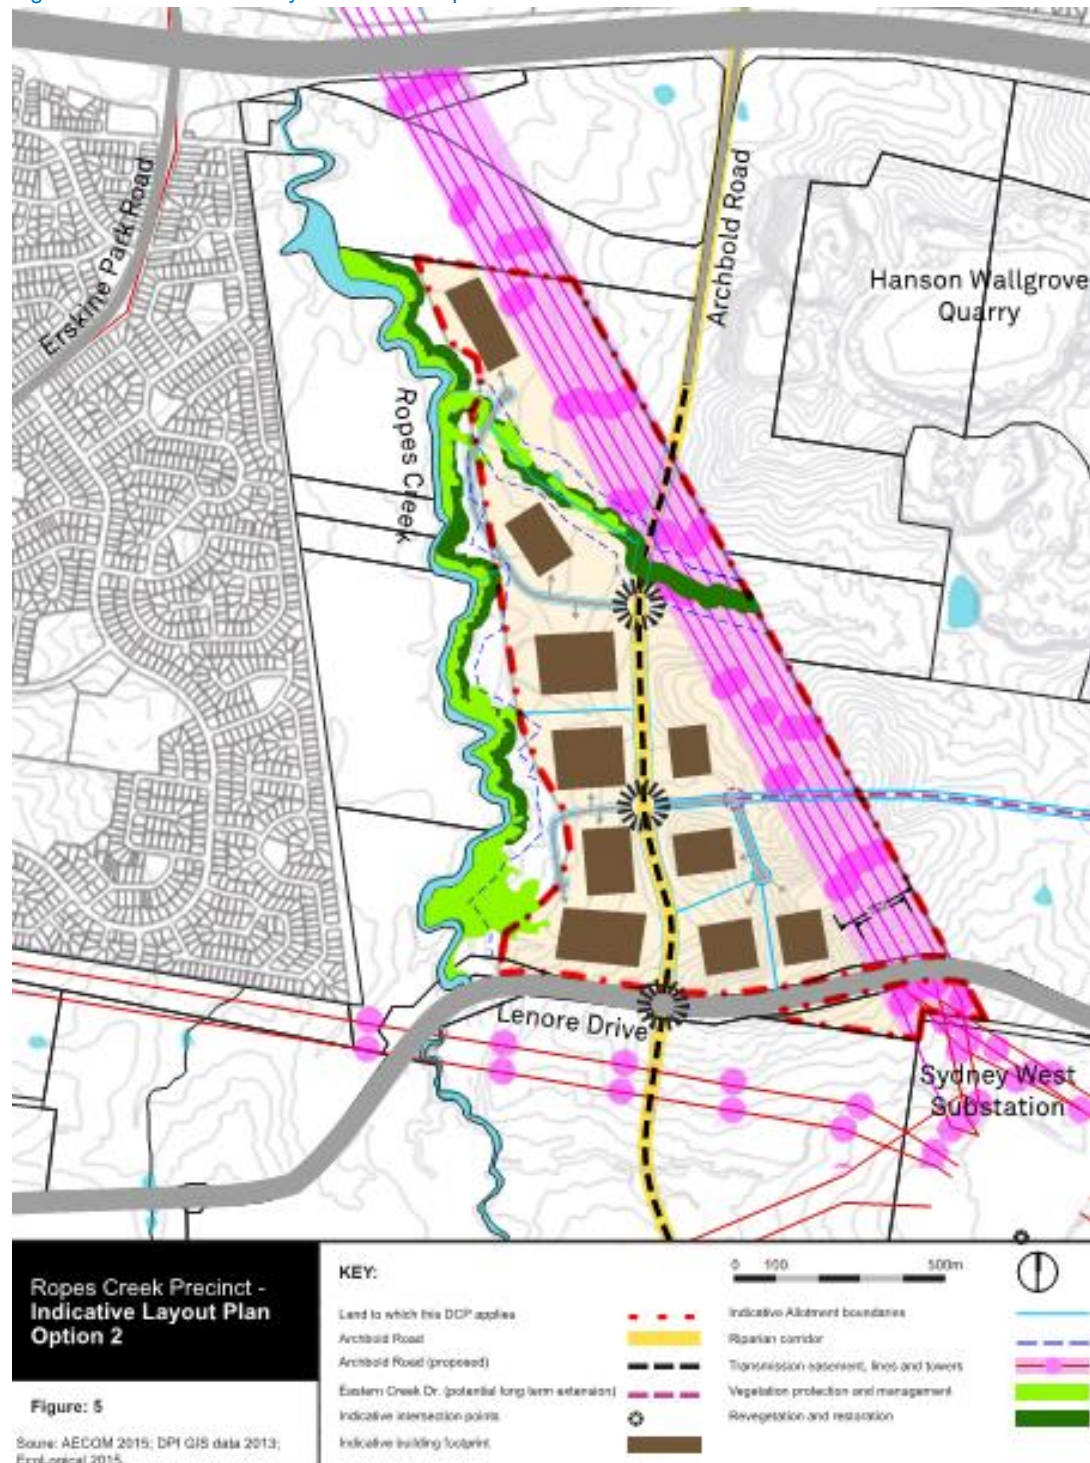 Erskine Park Road
Archbold Road
Hanson Wallgrove
Quarry
Ropes Creek
Lenore Drive
Sydney West
Substation
Ropes Creek Precinct -
Indicative Layout Plan
Option 2
Figure: 5
Soure: AECOM 2015; DPI GIS data 2013;
EcoLogical 2015.
KEY:
Land to which this DCP applies
Archbold Road
Archbold Road (proposed)
Eastern Creek Dr. (potential long term extension)
Indicative intersection points
Indicative building footprint
0 100 500m
Indicative Allotment boundaries
Riparian corridor
Transmission easement, lines and towers
Vegetation protection and management
Revegetation and restoration